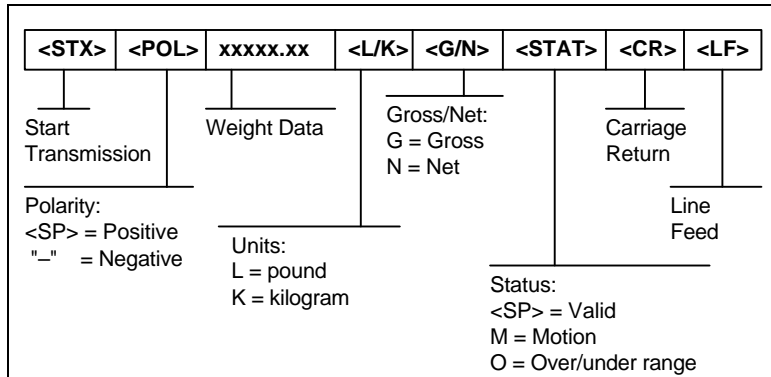 <STX> <POL> xxxxx.xx <L/K> <G/N> <STAT> <CR> <LF>
Start
Transmission
Weight Data
Gross/Net:
G = Gross
N = Net
Carriage
Return
Polarity:
<SP> = Positive
"–" = Negative
Units:
L = pound
K = kilogram
Line
Feed
Status:
<SP> = Valid
M = Motion
O = Over/under range